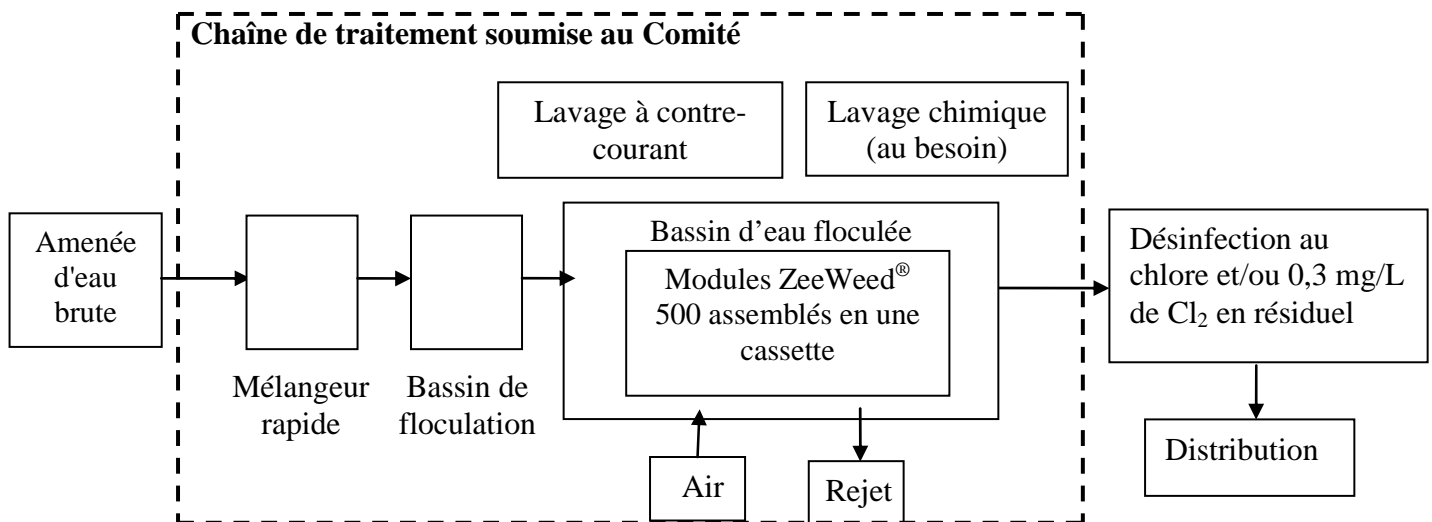 Chaîne de traitement soumise au Comité
Lavage à contre-
courant
Lavage chimique
(au besoin)
Amenée
d'eau
brute
Mélangeur
rapide
Bassin de
floculation
Bassin d’eau floculée
Modules ZeeWeed®
500 assemblés en une
cassette
Air
Rejet
Désinfection au
chlore et/ou 0,3 mg/L
de Cl₂ en résiduel
Distribution